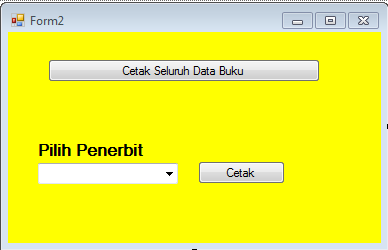 Form2
Cetak Seluruh Data Buku
Pilih Penerbit
Cetak